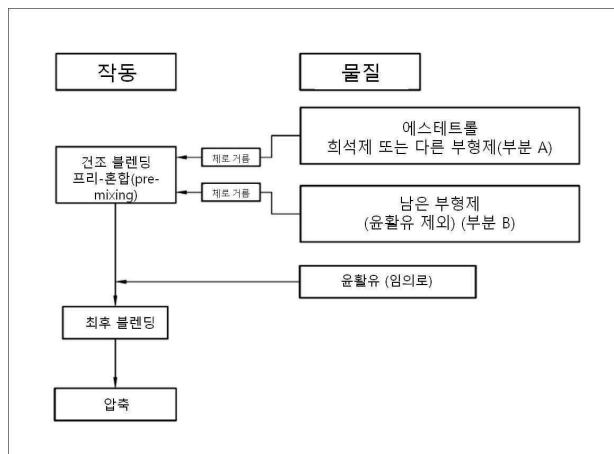 작동
물질
에스테트롤
희석제 또는 다른 부형제(부분 A)
체로 거름
건조 블렌딩
프리-혼합(pre-
mixing)
체로 거름
남은 부형제
(윤활유 제외) (부분 B)
윤활유 (임의로)
최후 블렌딩
압축